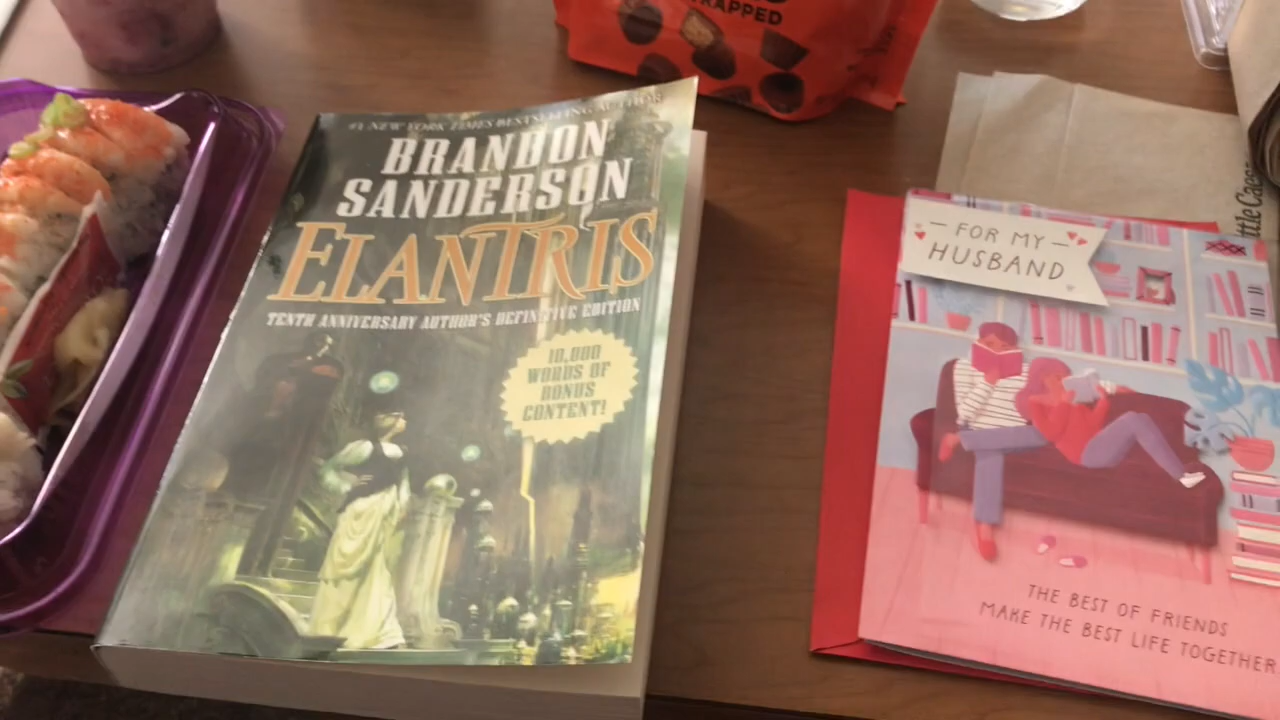 WRAPPED
#1 NEW YORK TIMES BESTSELLING AUTHOR
BRANDON
SANDERSON
ELANTRIS
TENTH ANNIVERSARY AUTHOR'S DEFINITIVE EDITION
10,000
WORDS OF
BONUS
CONTENT!
FOR MY
HUSBAND
THE BEST OF FRIENDS
MAKE THE BEST LIFE TOGETHER